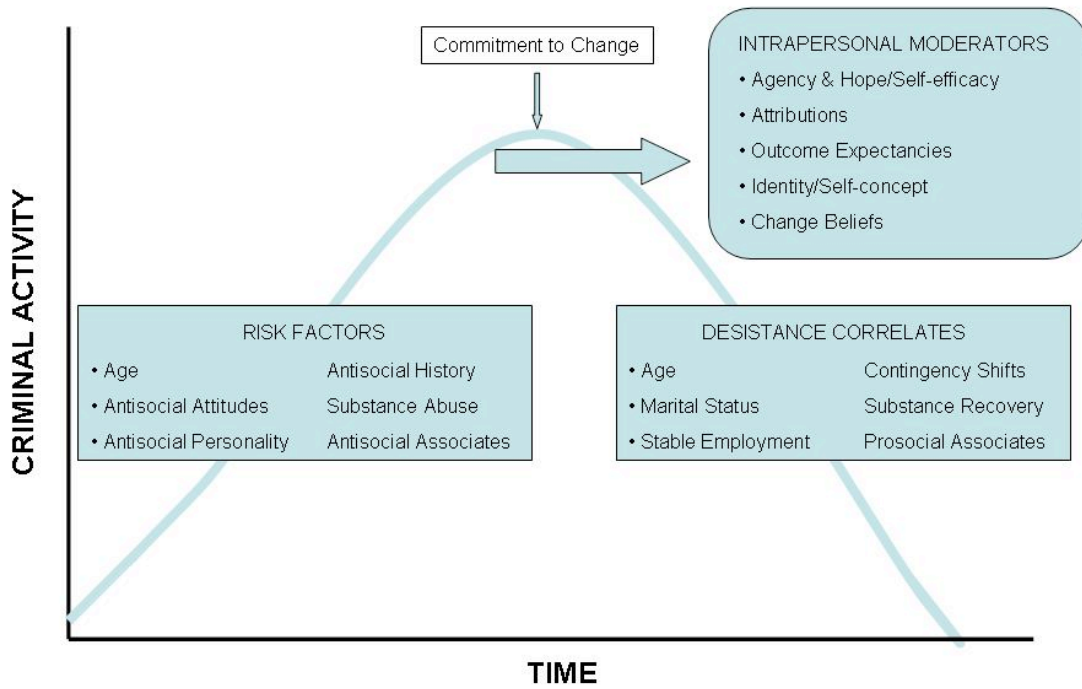 Commitment to Change
INTRAPERSONAL MODERATORS
• Agency & Hope/Self-efficacy
• Attributions
• Outcome Expectancies
• Identity/Self-concept
• Change Beliefs
CRIMINAL ACTIVITY
RISK FACTORS
• Age Antisocial History
• Antisocial Attitudes Substance Abuse
• Antisocial Personality Antisocial Associates
DESISTANCE CORRELATES
• Age Contingency Shifts
• Marital Status Substance Recovery
• Stable Employment Prosocial Associates
TIME